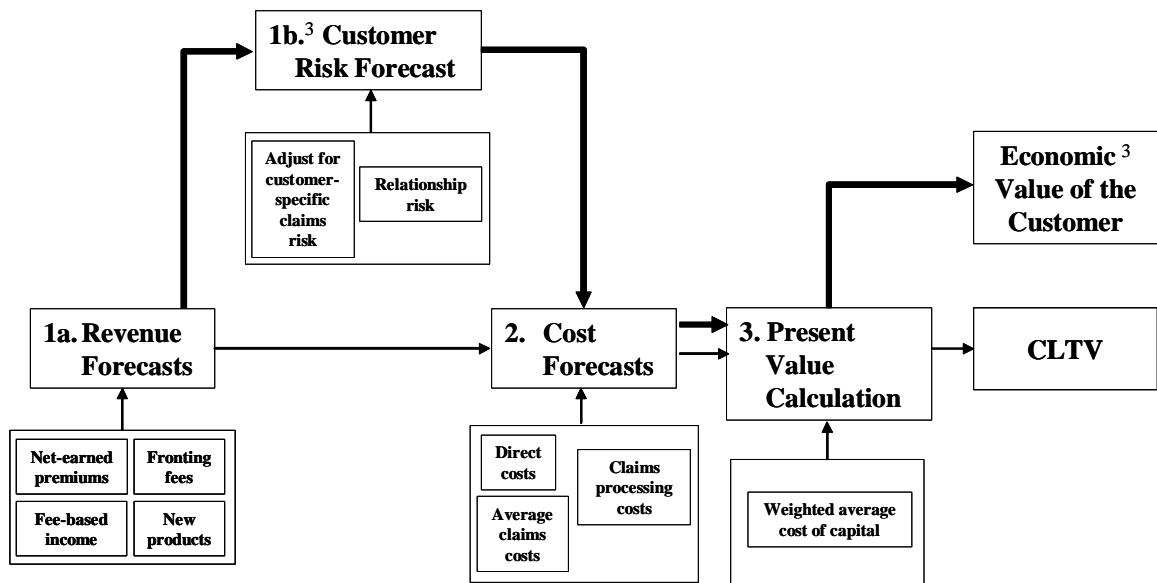 1b.³ Customer
Risk Forecast
Adjust for
customer-
specific
claims
risk
Relationship
risk
Economic ³
Value of the
Customer
1a. Revenue
Forecasts
2. Cost
Forecasts
3. Present
Value
Calculation
CLTV
Net-earned
premiums
Fronting
fees
Fee-based
income
New
products
Direct
costs
Claims
processing
costs
Average
claims
costs
Weighted average
cost of capital